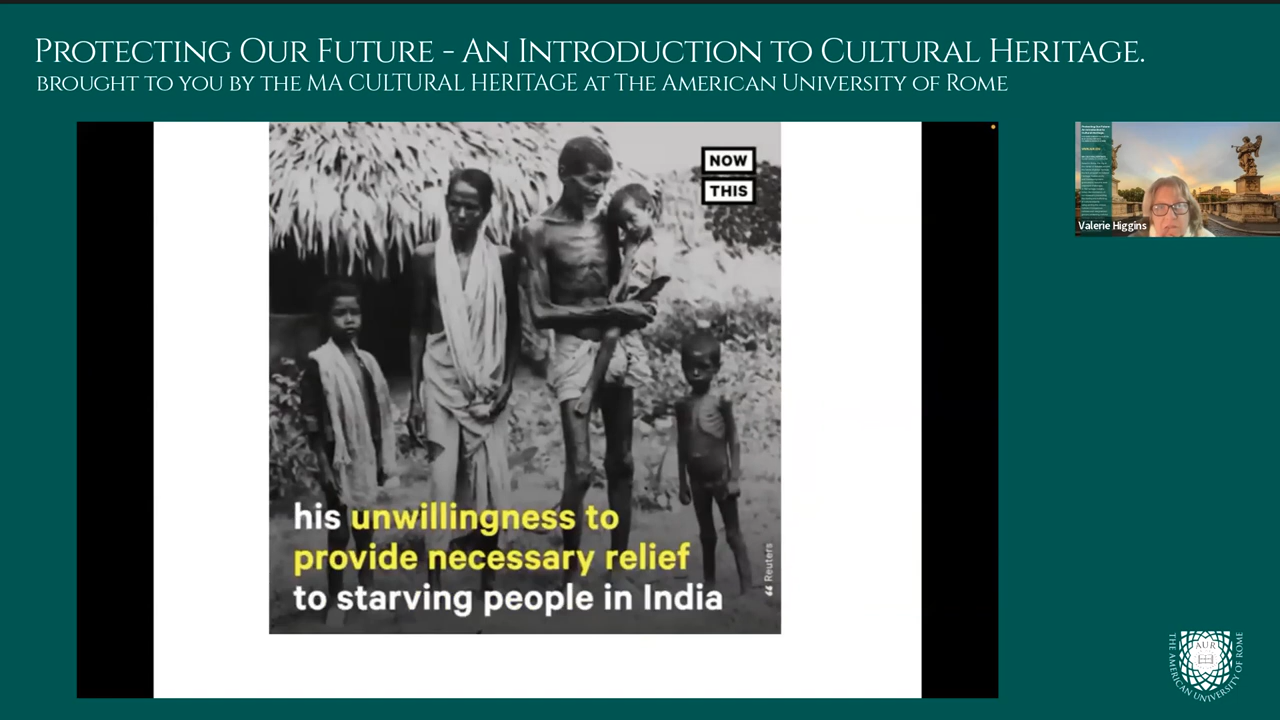 PROTECTING OUR FUTURE - AN INTRODUCTION TO CULTURAL HERITAGE.
BROUGHT TO YOU BY THE MA CULTURAL HERITAGE AT THE AMERICAN UNIVERSITY OF ROME
NOW
THIS
his unwillingness to
provide necessary relief
to starving people in India
Reuters
Valerie Higgins
AUR
THE AMERICAN UNIVERSITY OF ROME